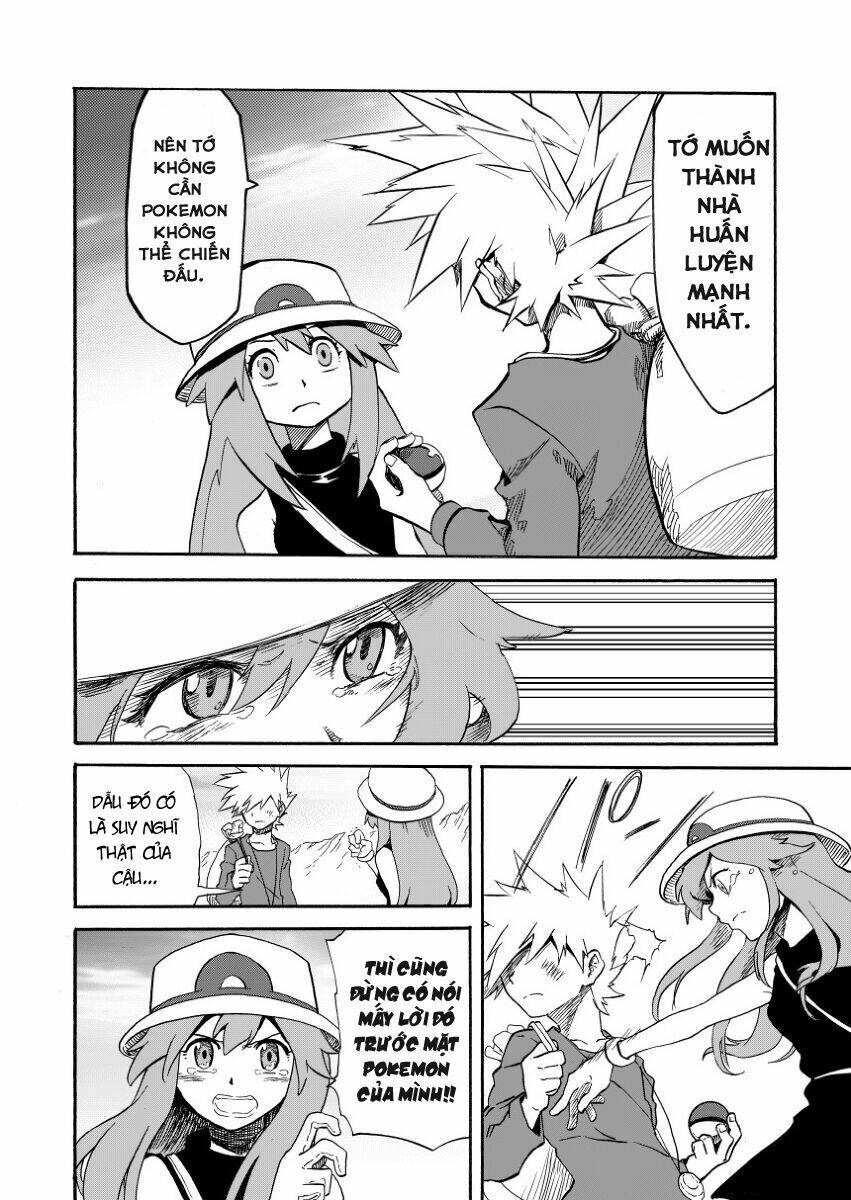 TỚ MUỐN
THÀNH
NHÀ
HUẤN
LUYỆN
MẠNH
NHẤT.
NÊN TỚ
KHÔNG
CẦN
POKEMON
KHÔNG
THỂ CHIẾN
ĐẤU.
DẪU ĐÓ CÓ
LÀ SUY NGHĨ
THẬT CỦA
CẬU...
THÌ CŨNG
ĐỪNG CÓ NÓI
MẤY LỜI ĐÓ
TRƯỚC MẶT
POKEMON
CỦA MÌNH!!